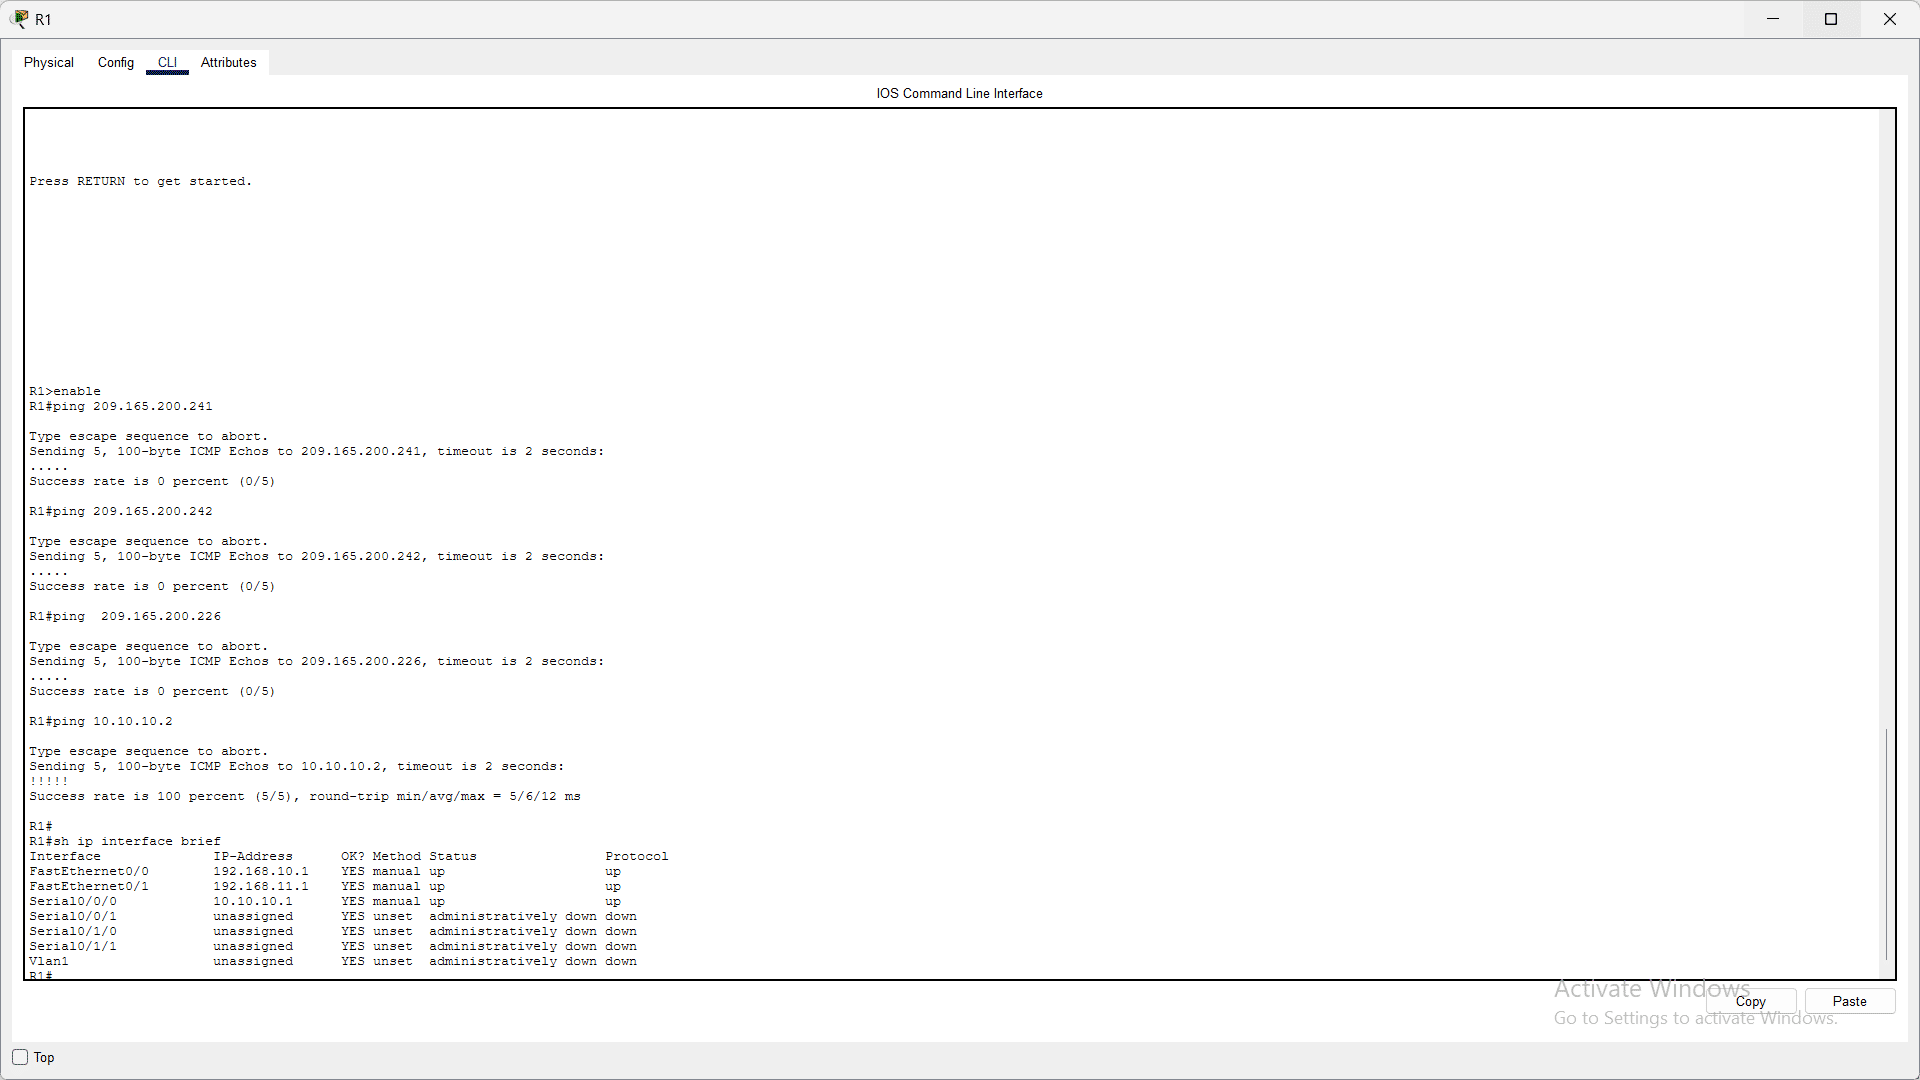 R1
Physical Config CLI Attributes
IOS Command Line Interface
Press RETURN to get started.
R1>enable
R1#ping 209.165.200.241
Type escape sequence to abort.
Sending 5, 100-byte ICMP Echos to 209.165.200.241, timeout is 2 seconds:
.....
Success rate is 0 percent (0/5)
R1#ping 209.165.200.242
Type escape sequence to abort.
Sending 5, 100-byte ICMP Echos to 209.165.200.242, timeout is 2 seconds:
.....
Success rate is 0 percent (0/5)
R1#ping  209.165.200.226
Type escape sequence to abort.
Sending 5, 100-byte ICMP Echos to 209.165.200.226, timeout is 2 seconds:
.....
Success rate is 0 percent (0/5)
R1#ping 10.10.10.2
Type escape sequence to abort.
Sending 5, 100-byte ICMP Echos to 10.10.10.2, timeout is 2 seconds:
!!!!!
Success rate is 100 percent (5/5), round-trip min/avg/max = 5/6/12 ms
R1#
R1#sh ip interface brief
Interface              IP-Address      OK? Method Status                Protocol
FastEthernet0/0        192.168.10.1    YES manual up                    up
FastEthernet0/1        192.168.11.1    YES manual up                    up
Serial0/0/0            10.10.10.1      YES manual up                    up
Serial0/0/1            unassigned      YES unset  administratively down down
Serial0/1/0            unassigned      YES unset  administratively down down
Serial0/1/1            unassigned      YES unset  administratively down down
Vlan1                  unassigned      YES unset  administratively down down
R1#
Activate Windows
Go to Settings to activate Windows.
Copy Paste
Top